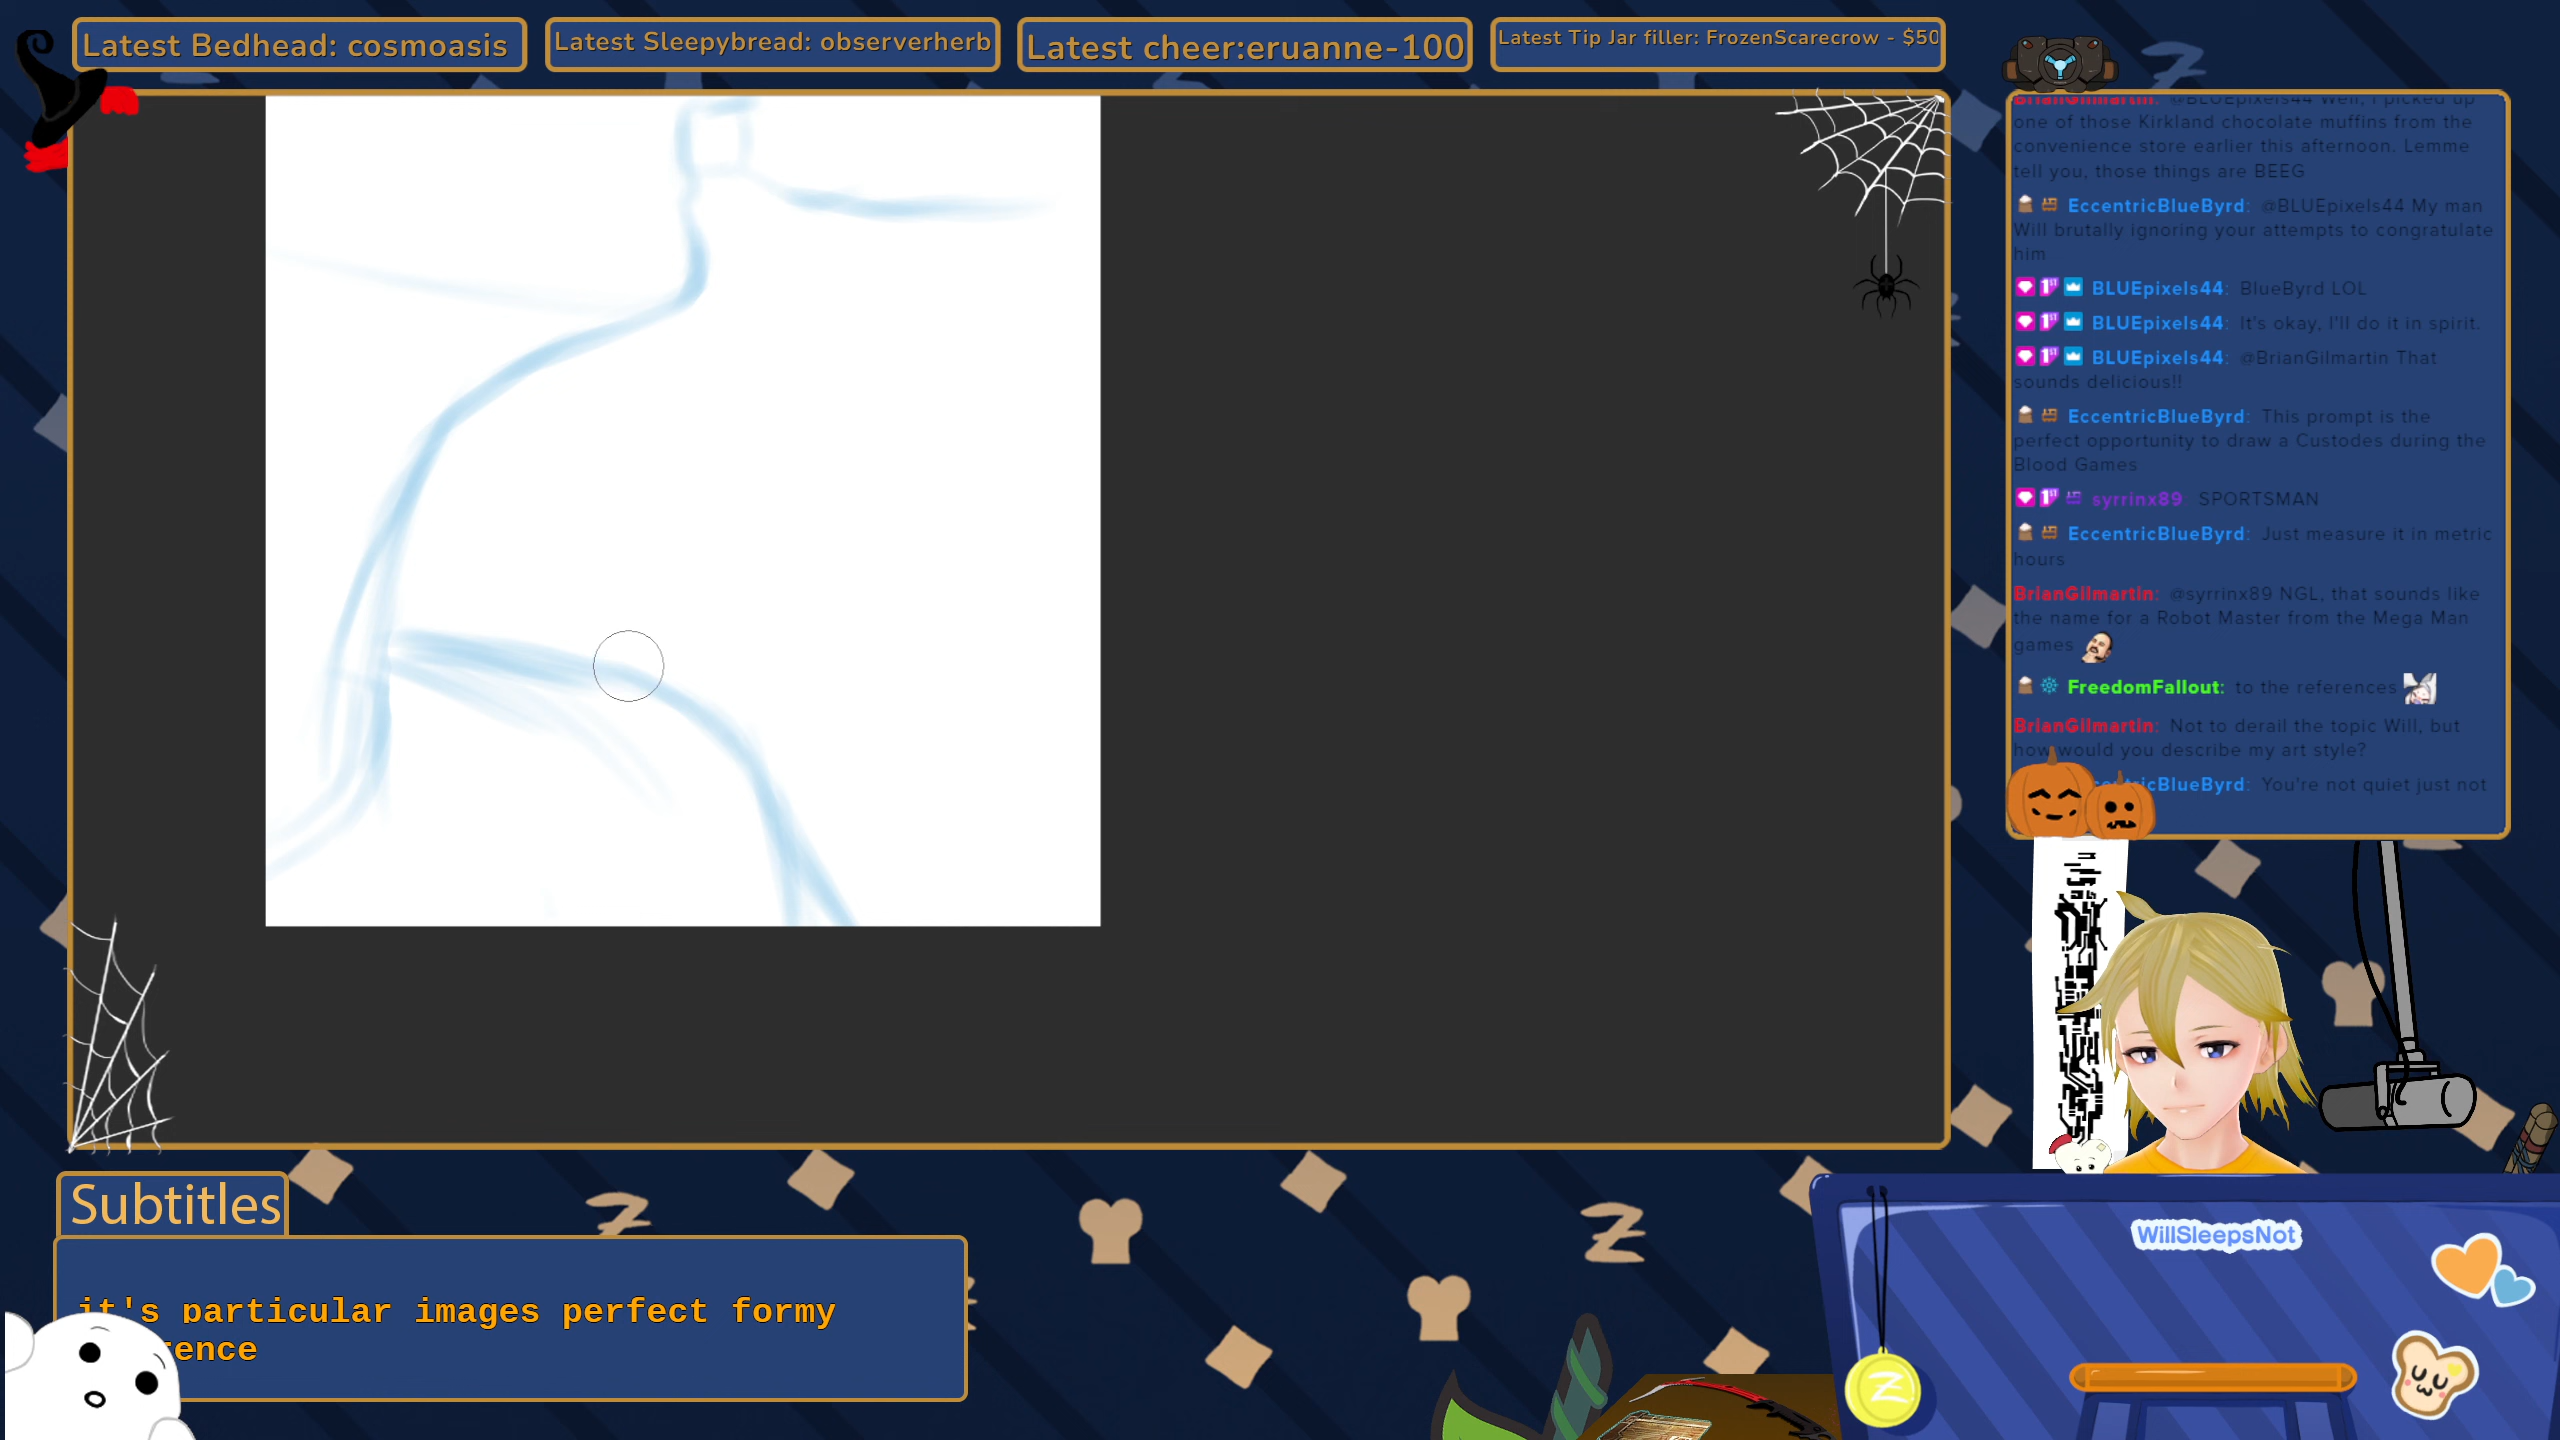 Latest Bedhead: cosmoasis
Latest Sleepybread: observerherb
Latest cheer:eruanne-100
Latest Tip Jar filler: FrozenScarecrow - $50
BrianGilmartin: @BLUEpixels44 Well, I picked up
one of those Kirkland chocolate muffins from the
convenience store earlier this afternoon. Lemme
tell you, those things are BEEG
EccentricBlueByrd: @BLUEpixels44 My man
Will brutally ignoring your attempts to congratulate
him
BLUEpixels44: BlueByrd LOL
BLUEpixels44: It's okay, I'll do it in spirit.
BLUEpixels44: @BrianGilmartin That
sounds delicious!!
EccentricBlueByrd: This prompt is the
perfect opportunity to draw a Custodes during the
Blood Games
syrrinx89: SPORTSMAN
EccentricBlueByrd: Just measure it in metric
hours
BrianGilmartin: @syrrinx89 NGL, that sounds like
the name for a Robot Master from the Mega Man
games
FreedomFallout: to the references
BrianGilmartin: Not to derail the topic Will, but
how would you describe my art style?
cBlueByrd: You're not quiet just not
WillSleepsNot
Z
Subtitles
it's particular images perfect formy
ence